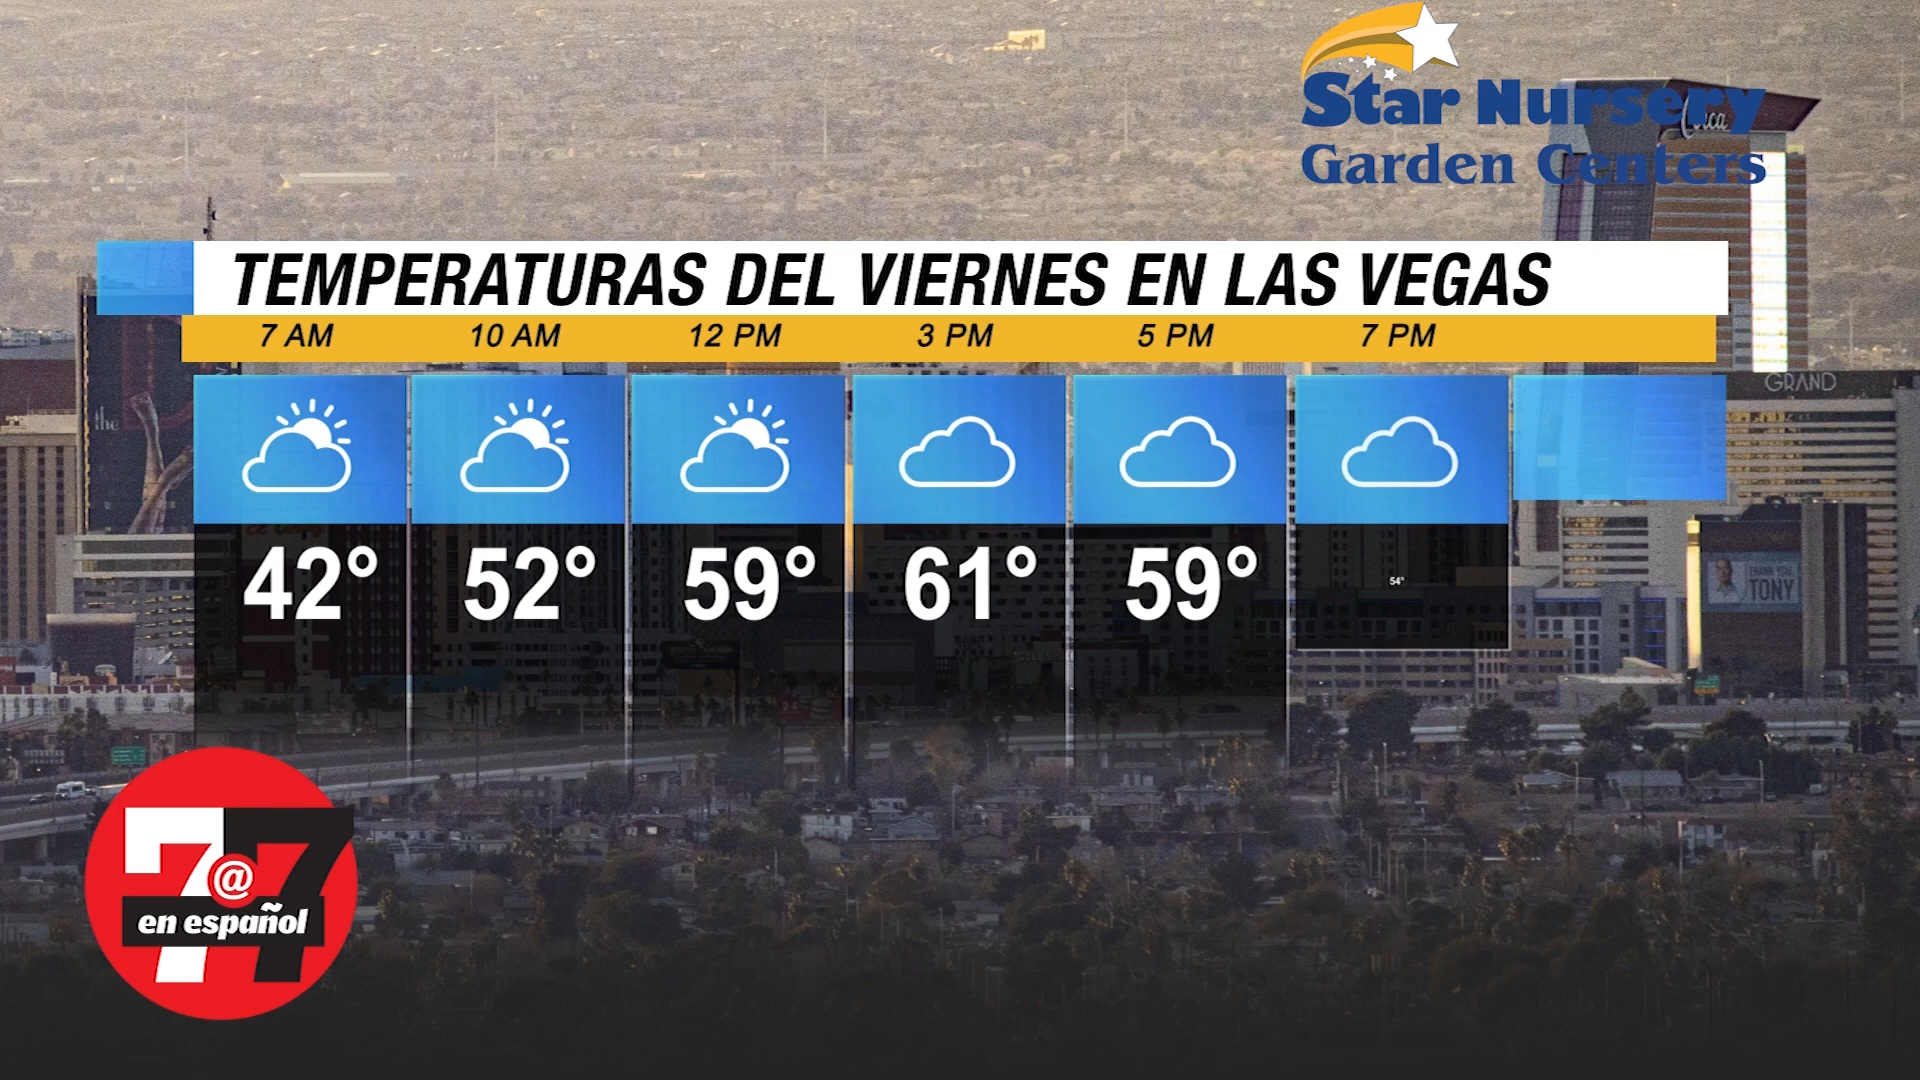 Star Nursery
Garden Centers
TEMPERATURAS DEL VIERNES EN LAS VEGAS
7 AM 10 AM 12 PM 3 PM 5 PM 7 PM
42° 52° 59° 61° 59° 54°
the
GRAND
THANK YOU,
TONY
7@7
en español